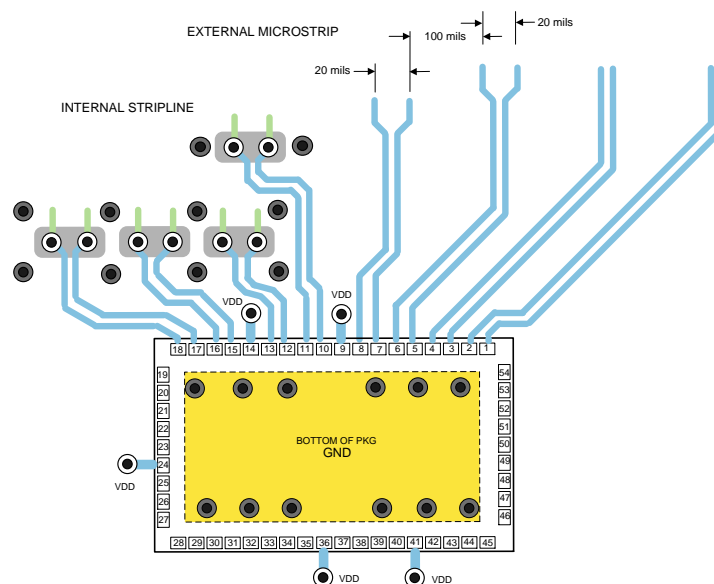 EXTERNAL MICROSTRIP
20 mils
100 mils
20 mils
INTERNAL STRIPLINE
VDD
VDD
18 17 16 15 14 13 12 11 10 9 8 7 6 5 4 3 2 1
19
20
21
22
23
24
25
26
27
54
53
52
51
50
49
48
47
46
BOTTOM OF PKG
GND
VDD
28 29 30 31 32 33 34 35 36 37 38 39 40 41 42 43 44 45
VDD
VDD